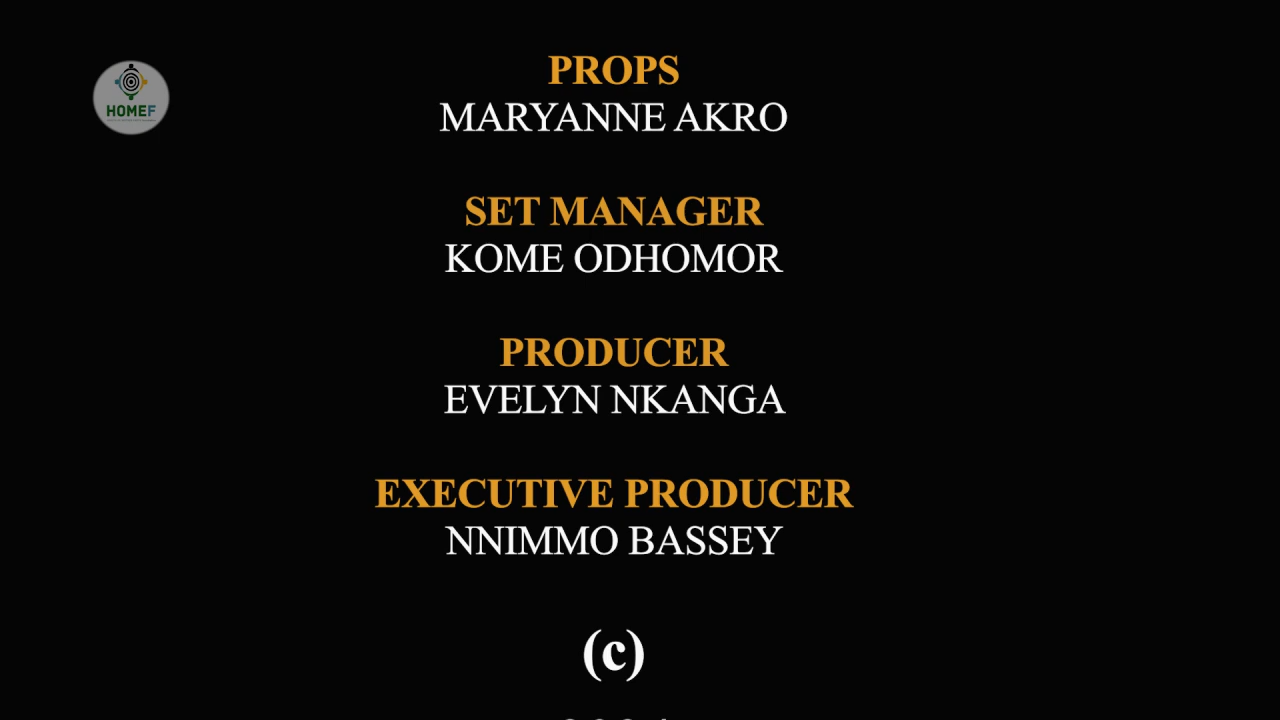 HOMEF
PROPS
MARYANNE AKRO
SET MANAGER
KOME ODHOMOR
PRODUCER
EVELYN NKANGA
EXECUTIVE PRODUCER
NNIMMO BASSEY
(c)